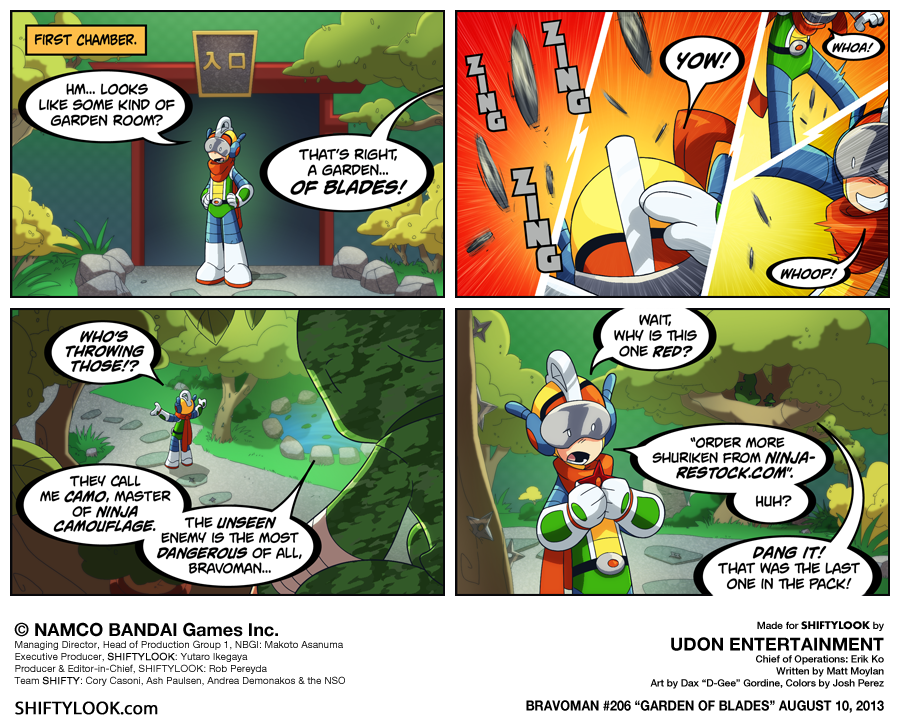 FIRST CHAMBER.
入口
HM... LOOKS
LIKE SOME KIND OF
GARDEN ROOM?
THAT'S RIGHT,
A GARDEN...
OF BLADES!
ZING
ZING
ZING
YOW!
WHOA!
WHOOP!
WHO'S
THROWING
THOSE!?
THEY CALL
ME CAMO, MASTER
OF NINJA
CAMOUFLAGE.
THE UNSEEN
ENEMY IS THE MOST
DANGEROUS OF ALL,
BRAVOMAN...
WAIT,
WHY IS THIS
ONE RED?
"ORDER MORE
SHURIKEN FROM NINJA-
RESTOCK.COM".
HUH?
DANG IT!
THAT WAS THE LAST
ONE IN THE PACK!
© NAMCO BANDAI Games Inc.
Managing Director, Head of Production Group 1, NBGI: Makoto Asanuma
Executive Producer, SHIFTYLOOK: Yutaro Ikegaya
Producer & Editor-in-Chief, SHIFTYLOOK: Rob Pereyda
Team SHIFTY: Cory Casoni, Ash Paulsen, Andrea Demonakos & the NSO
SHIFTYLOOK.com
Made for SHIFTYLOOK by
UDON ENTERTAINMENT
Chief of Operations: Erik Ko
Written by Matt Moylan
Art by Dax "D-Gee" Gordine, Colors by Josh Perez
BRAVOMAN #206 "GARDEN OF BLADES" AUGUST 10, 2013